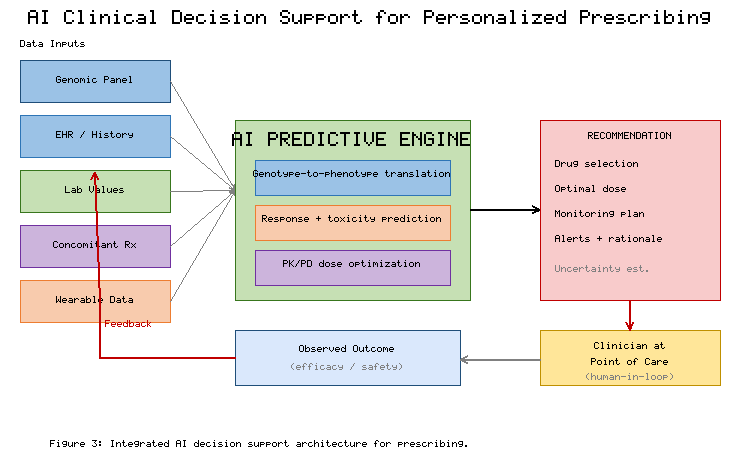 AI Clinical Decision Support for Personalized Prescribing
Data Inputs
Genomic Panel
EHR / History
Lab Values
Concomitant Rx
Wearable Data
Feedback
AI PREDICTIVE ENGINE
Genotype-to-phenotype translation
Response + toxicity prediction
PK/PD dose optimization
RECOMMENDATION
Drug selection
Optimal dose
Monitoring plan
Alerts + rationale
Uncertainty est.
Observed Outcome
(efficacy / safety)
Clinician at
Point of Care
(human-in-loop)
Figure 3: Integrated AI decision support architecture for prescribing.